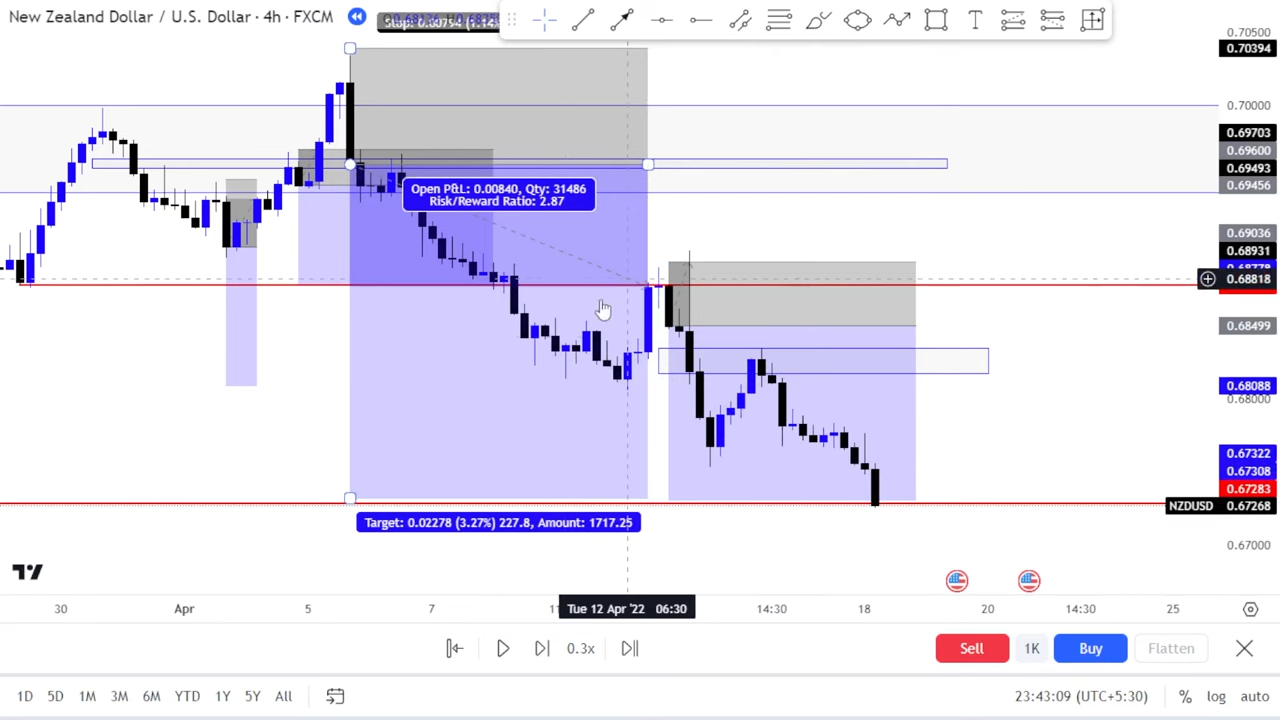 New Zealand Dollar / U.S. Dollar · 4h · FXCM
Open P&L: 0.00840, Qty: 31486
Risk/Reward Ratio: 2.87
Target: 0.02278 (3.27%) 227.8, Amount: 1717.25
0.70500
0.70394
0.70000
0.69703
0.69600
0.69493
0.69456
0.69036
0.68931
0.68818
0.68499
0.68088
0.68000
0.67322
0.67308
0.67283
NZDUSD 0.67268
0.67000
30 Apr 5 7 Tue 12 Apr '22 06:30 14:30 18 20 14:30 25
0.3x
Sell 1K Buy Flatten
1D 5D 1M 3M 6M YTD 1Y 5Y All
23:43:09 (UTC+5:30) % log auto